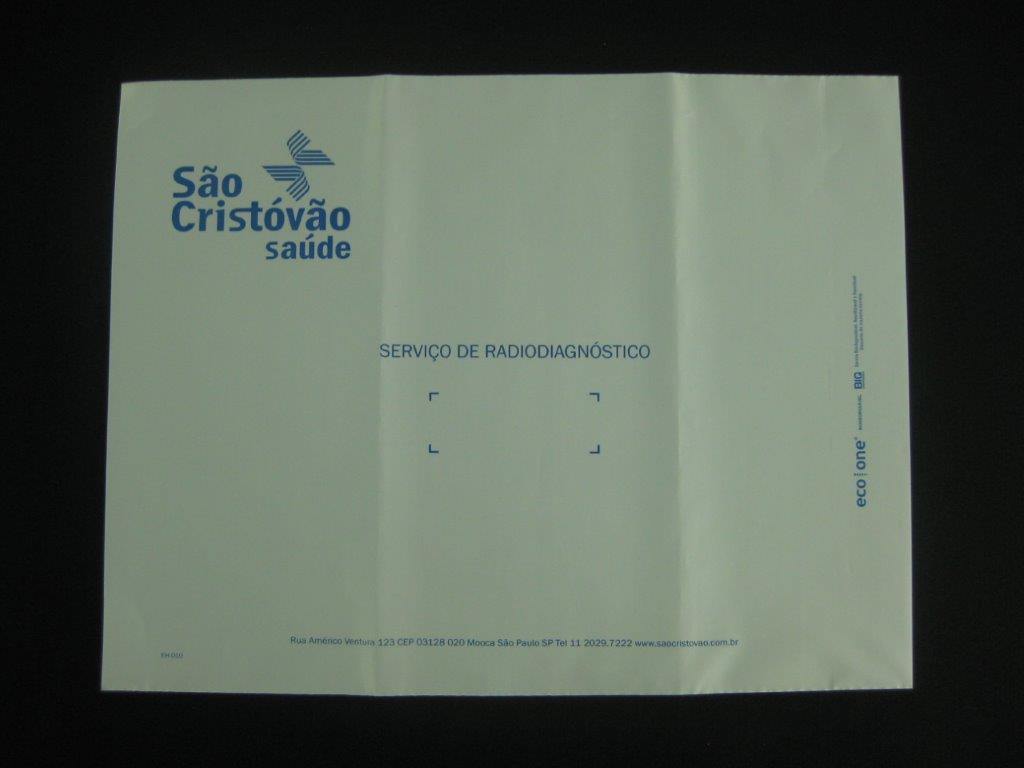 São
Cristóvão
saúde
SERVIÇO DE RADIODIAGNÓSTICO
eco one®
BIO
Rua Américo Ventura 123 CEP 03128 020 Mooca São Paulo SP Tel 11 2029.7222 www.saocristovao.com.br